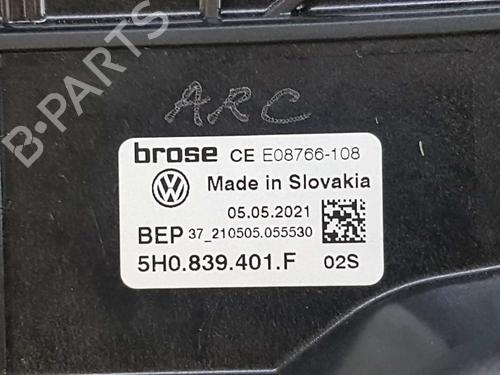 B-PARTS
ARC
brose CE E08766-108
Made in Slovakia
05.05.2021
BEP 37_210505.055530
5H0.839.401.F 02S